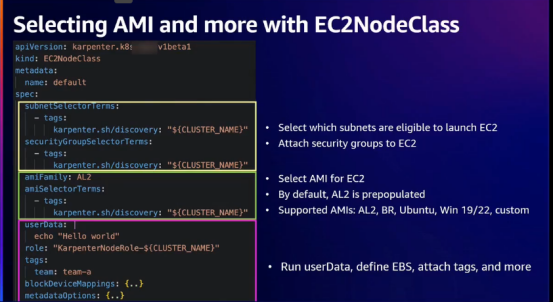 Selecting AMI and more with EC2NodeClass
apiVersion: karpenter.k8s v1beta1
kind: EC2NodeClass
metadata:
name: default
spec:
subnetSelectorTerms:
- tags:
karpenter.sh/discovery: "${CLUSTER_NAME}"
securityGroupSelectorTerms:
- tags:
karpenter.sh/discovery: "${CLUSTER_NAME}"
amiFamily: AL2
amiSelectorTerms:
- tags:
karpenter.sh/discovery: "${CLUSTER_NAME}"
userData: |
echo "Hello world"
role: "KarpenterNodeRole-${CLUSTER_NAME}"
tags:
team: team-a
blockDeviceMappings: {..}
metadataOptions: {..}
• Select which subnets are eligible to launch EC2
• Attach security groups to EC2
• Select AMI for EC2
• By default, AL2 is prepopulated
• Supported AMIs: AL2, BR, Ubuntu, Win 19/22, custom
• Run userData, define EBS, attach tags, and more